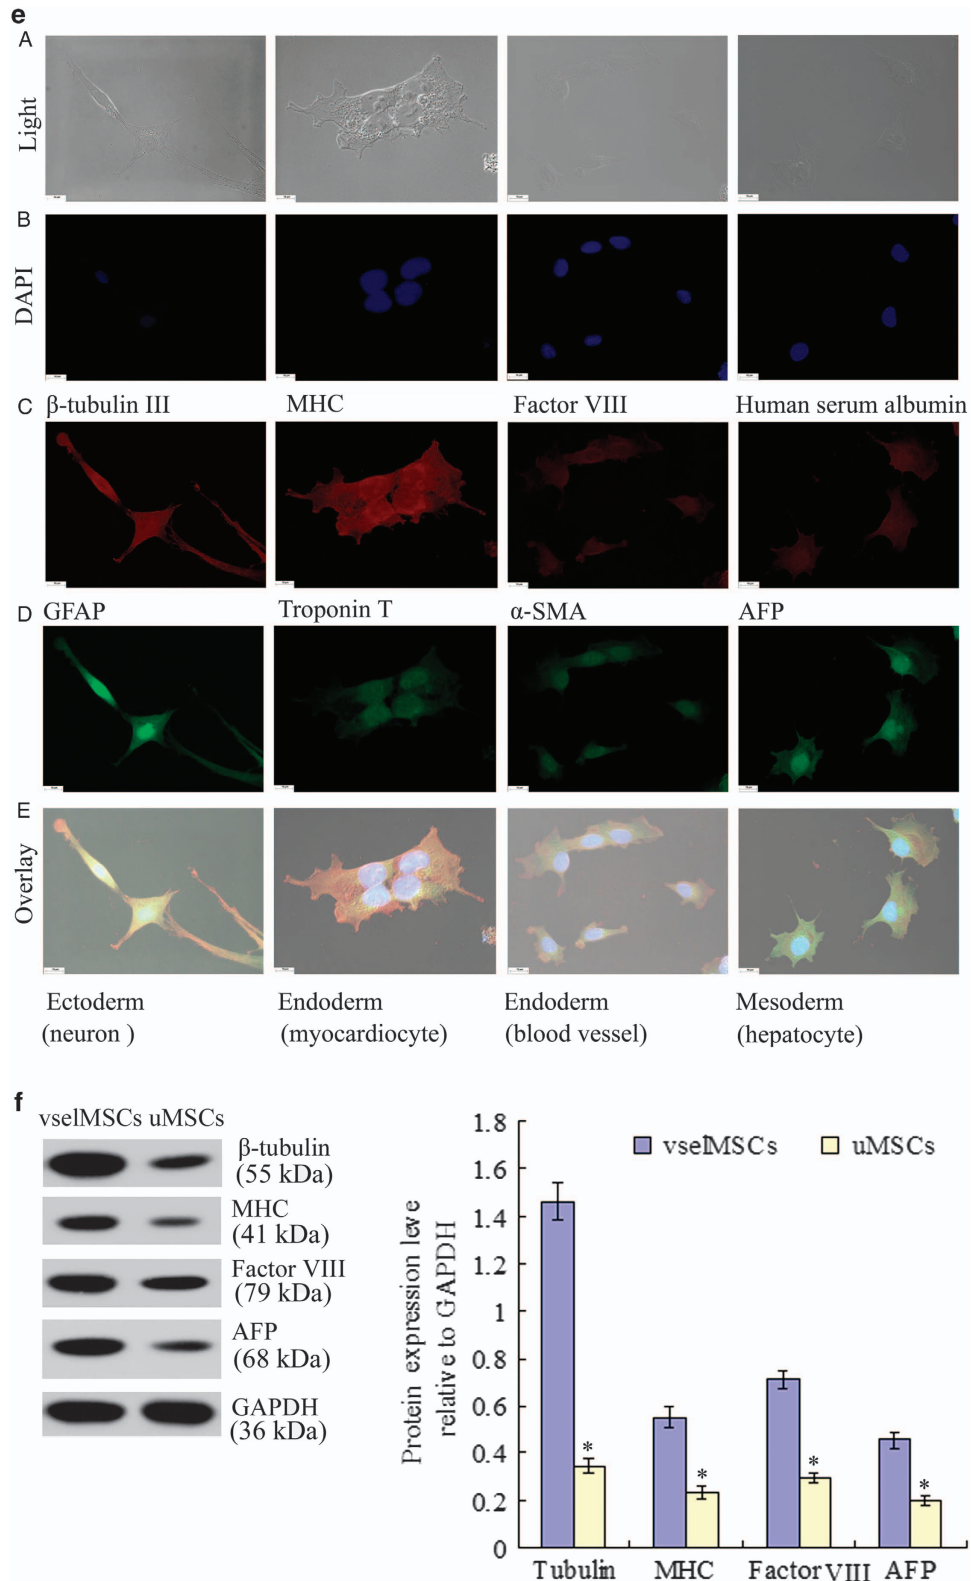 e
A
Light
B
DAPI
C β-tubulin III MHC Factor VIII Human serum albumin
D GFAP Troponin T α-SMA AFP
E
Overlay
Ectoderm Endoderm Endoderm Mesoderm
(neuron ) (myocardiocyte) (blood vessel) (hepatocyte)
f
vselMSCs uMSCs
β-tubulin
(55 kDa)
MHC
(41 kDa)
Factor VIII
(79 kDa)
AFP
(68 kDa)
GAPDH
(36 kDa)
Protein expression leve
relative to GAPDH
1.8
1.6
1.4
1.2
1
0.8
0.6
0.4
0.2
0
vselMSCs uMSCs
* * * *
Tubulin MHC Factor VIII AFP